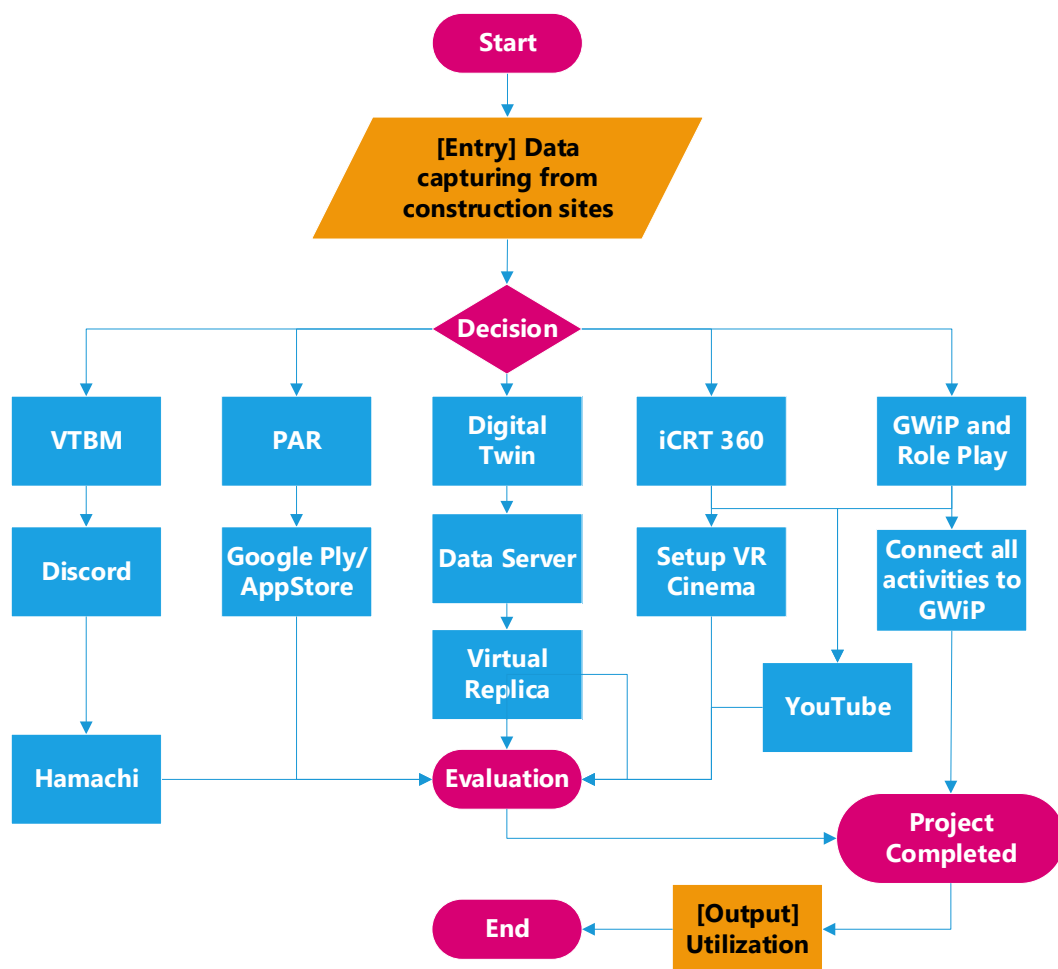 Start
[Entry] Data
capturing from
construction sites
Decision
VTBM
PAR
Digital
Twin
iCRT 360
GWiP and
Role Play
Discord
Google Ply/
AppStore
Data Server
Setup VR
Cinema
Connect all
activities to
GWiP
Virtual
Replica
YouTube
Hamachi
Evaluation
Project
Completed
End
[Output]
Utilization